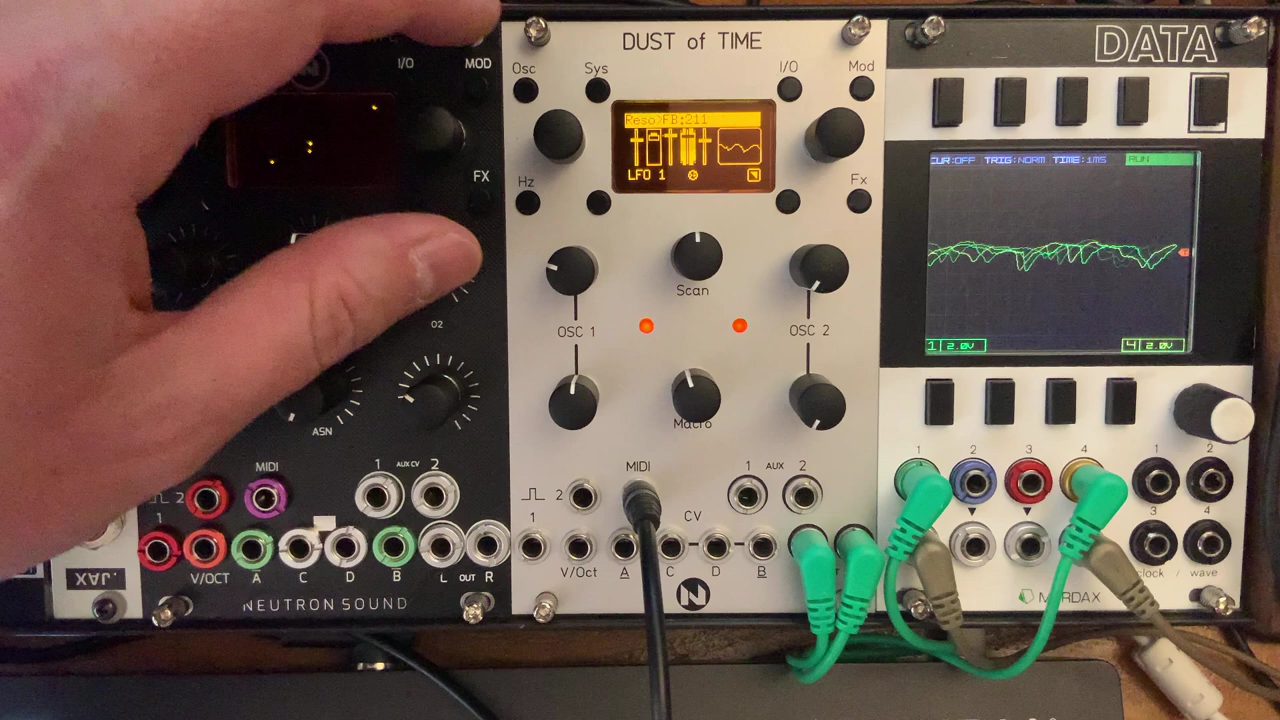 I/O
MOD
FX
O2
ASN
MIDI
1 AUX CV 2
2
1
V/OCT
A
C
D
B
L
OUT
R
NEUTRON SOUND
.JAX
DUST of TIME
Osc
Sys
I/O
Mod
Reso>FB:211
LFO 1
Hz
Fx
Scan
OSC 1
OSC 2
Macro
MIDI
2
1 AUX 2
1
CV
V/Oct
A
C
D
B
N
DATA
CUR:OFF TRIG:NORM TIME:1MS RUN
1 2.0V
4 2.0V
1 2 3 4
1 2
3 4
clock / wave
MORDAX